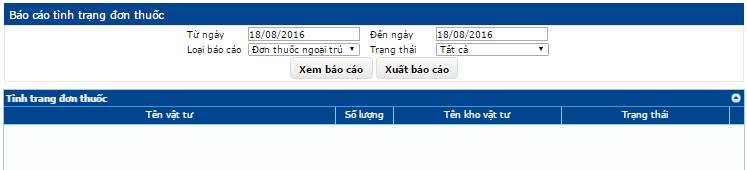 Báo cáo tình trạng đơn thuốc
Từ ngày 18/08/2016 Đến ngày 18/08/2016
Loại báo cáo Đơn thuốc ngoại trú Trạng thái Tất cả
Xem báo cáo Xuất báo cáo
Tình trang đơn thuốc
Tên vật tư Số lượng Tên kho vật tư Trạng thái